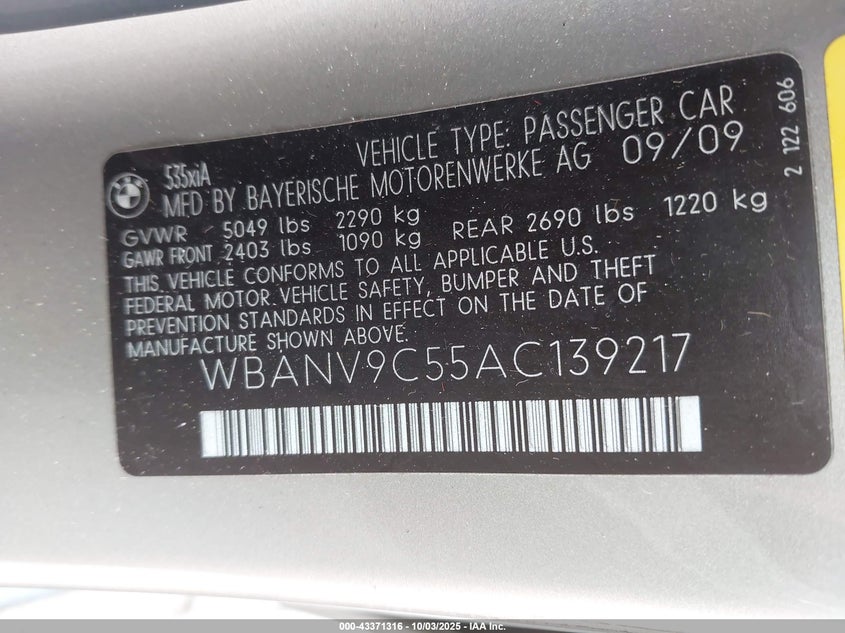 BMW
535xiA
VEHICLE TYPE: PASSENGER CAR
MFD BY BAYERISCHE MOTORENWERKE AG 09/09
GVWR 5049 lbs 2290 kg
GAWR FRONT 2403 lbs 1090 kg REAR 2690 lbs 1220 kg
THIS VEHICLE CONFORMS TO ALL APPLICABLE U.S.
FEDERAL MOTOR VEHICLE SAFETY, BUMPER AND THEFT
PREVENTION STANDARDS IN EFFECT ON THE DATE OF
MANUFACTURE SHOWN ABOVE.
WBANV9C55AC139217
2 122 606
000-43371316 - 10/03/2025 - IAA Inc.